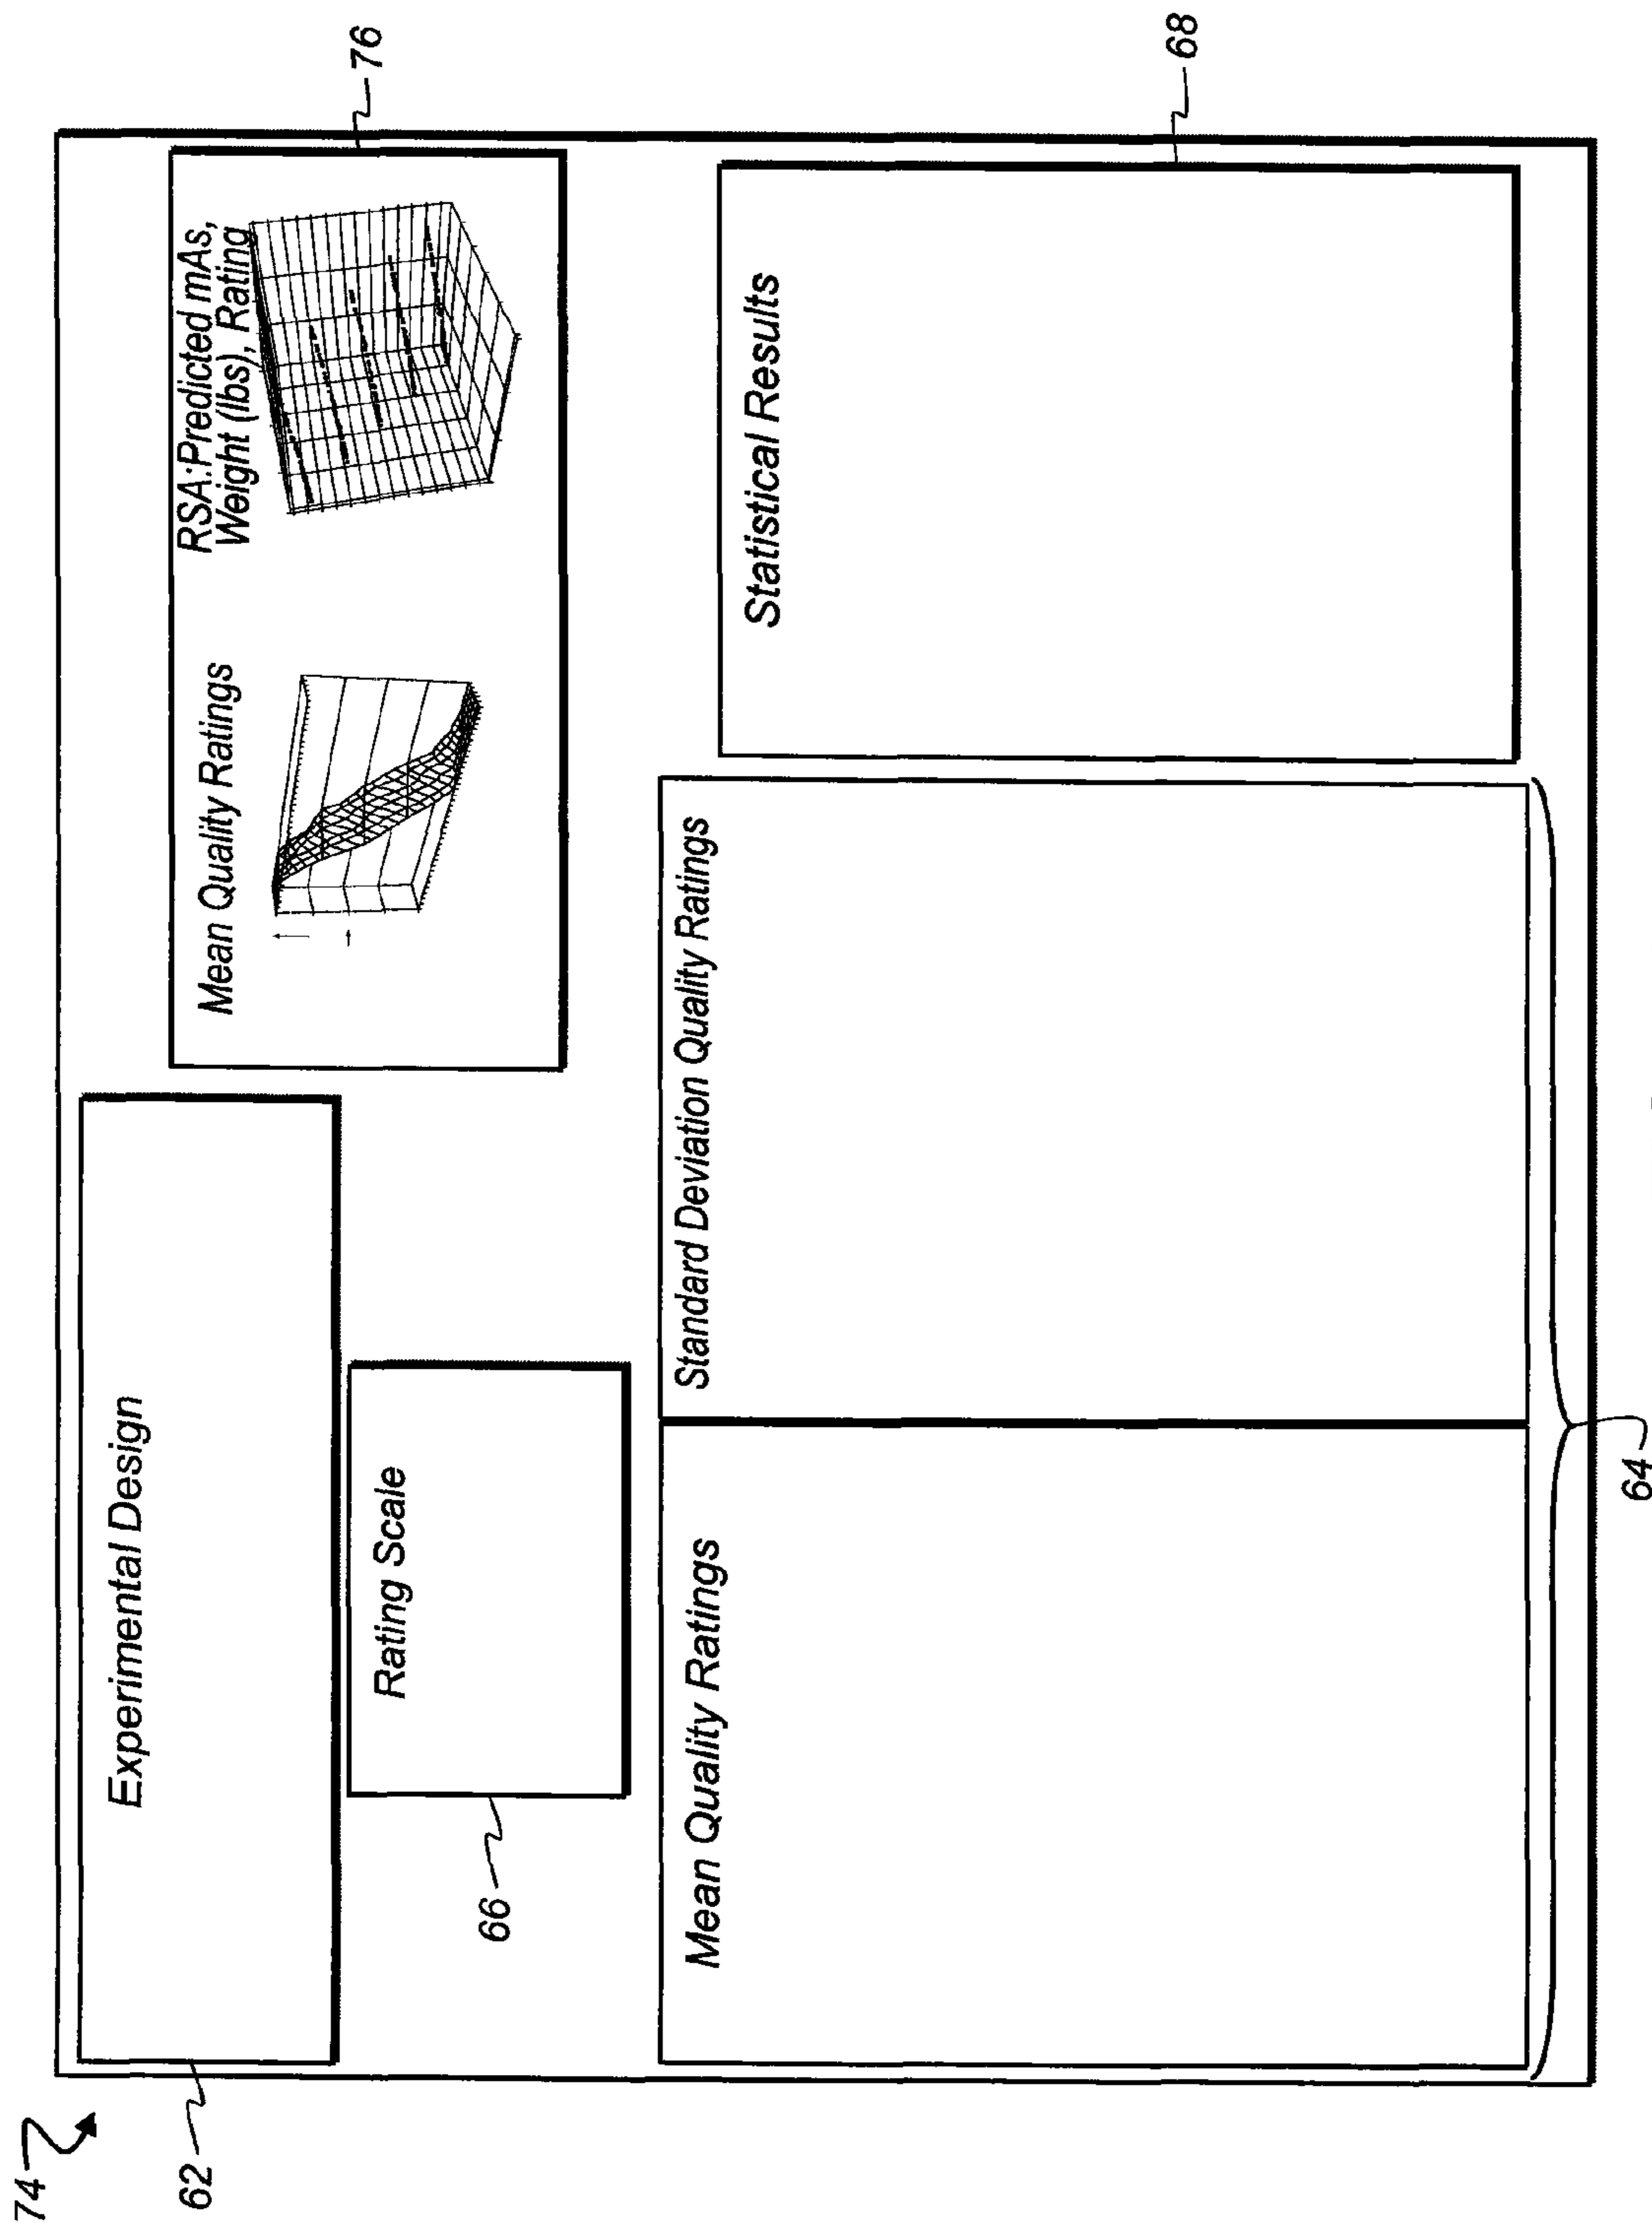 74
62
Experimental Design
66
Rating Scale
Mean Quality Ratings
RSA:Predicted mAs,
Weight (lbs), Rating
76
Mean Quality Ratings
Standard Deviation Quality Ratings
64
Statistical Results
68